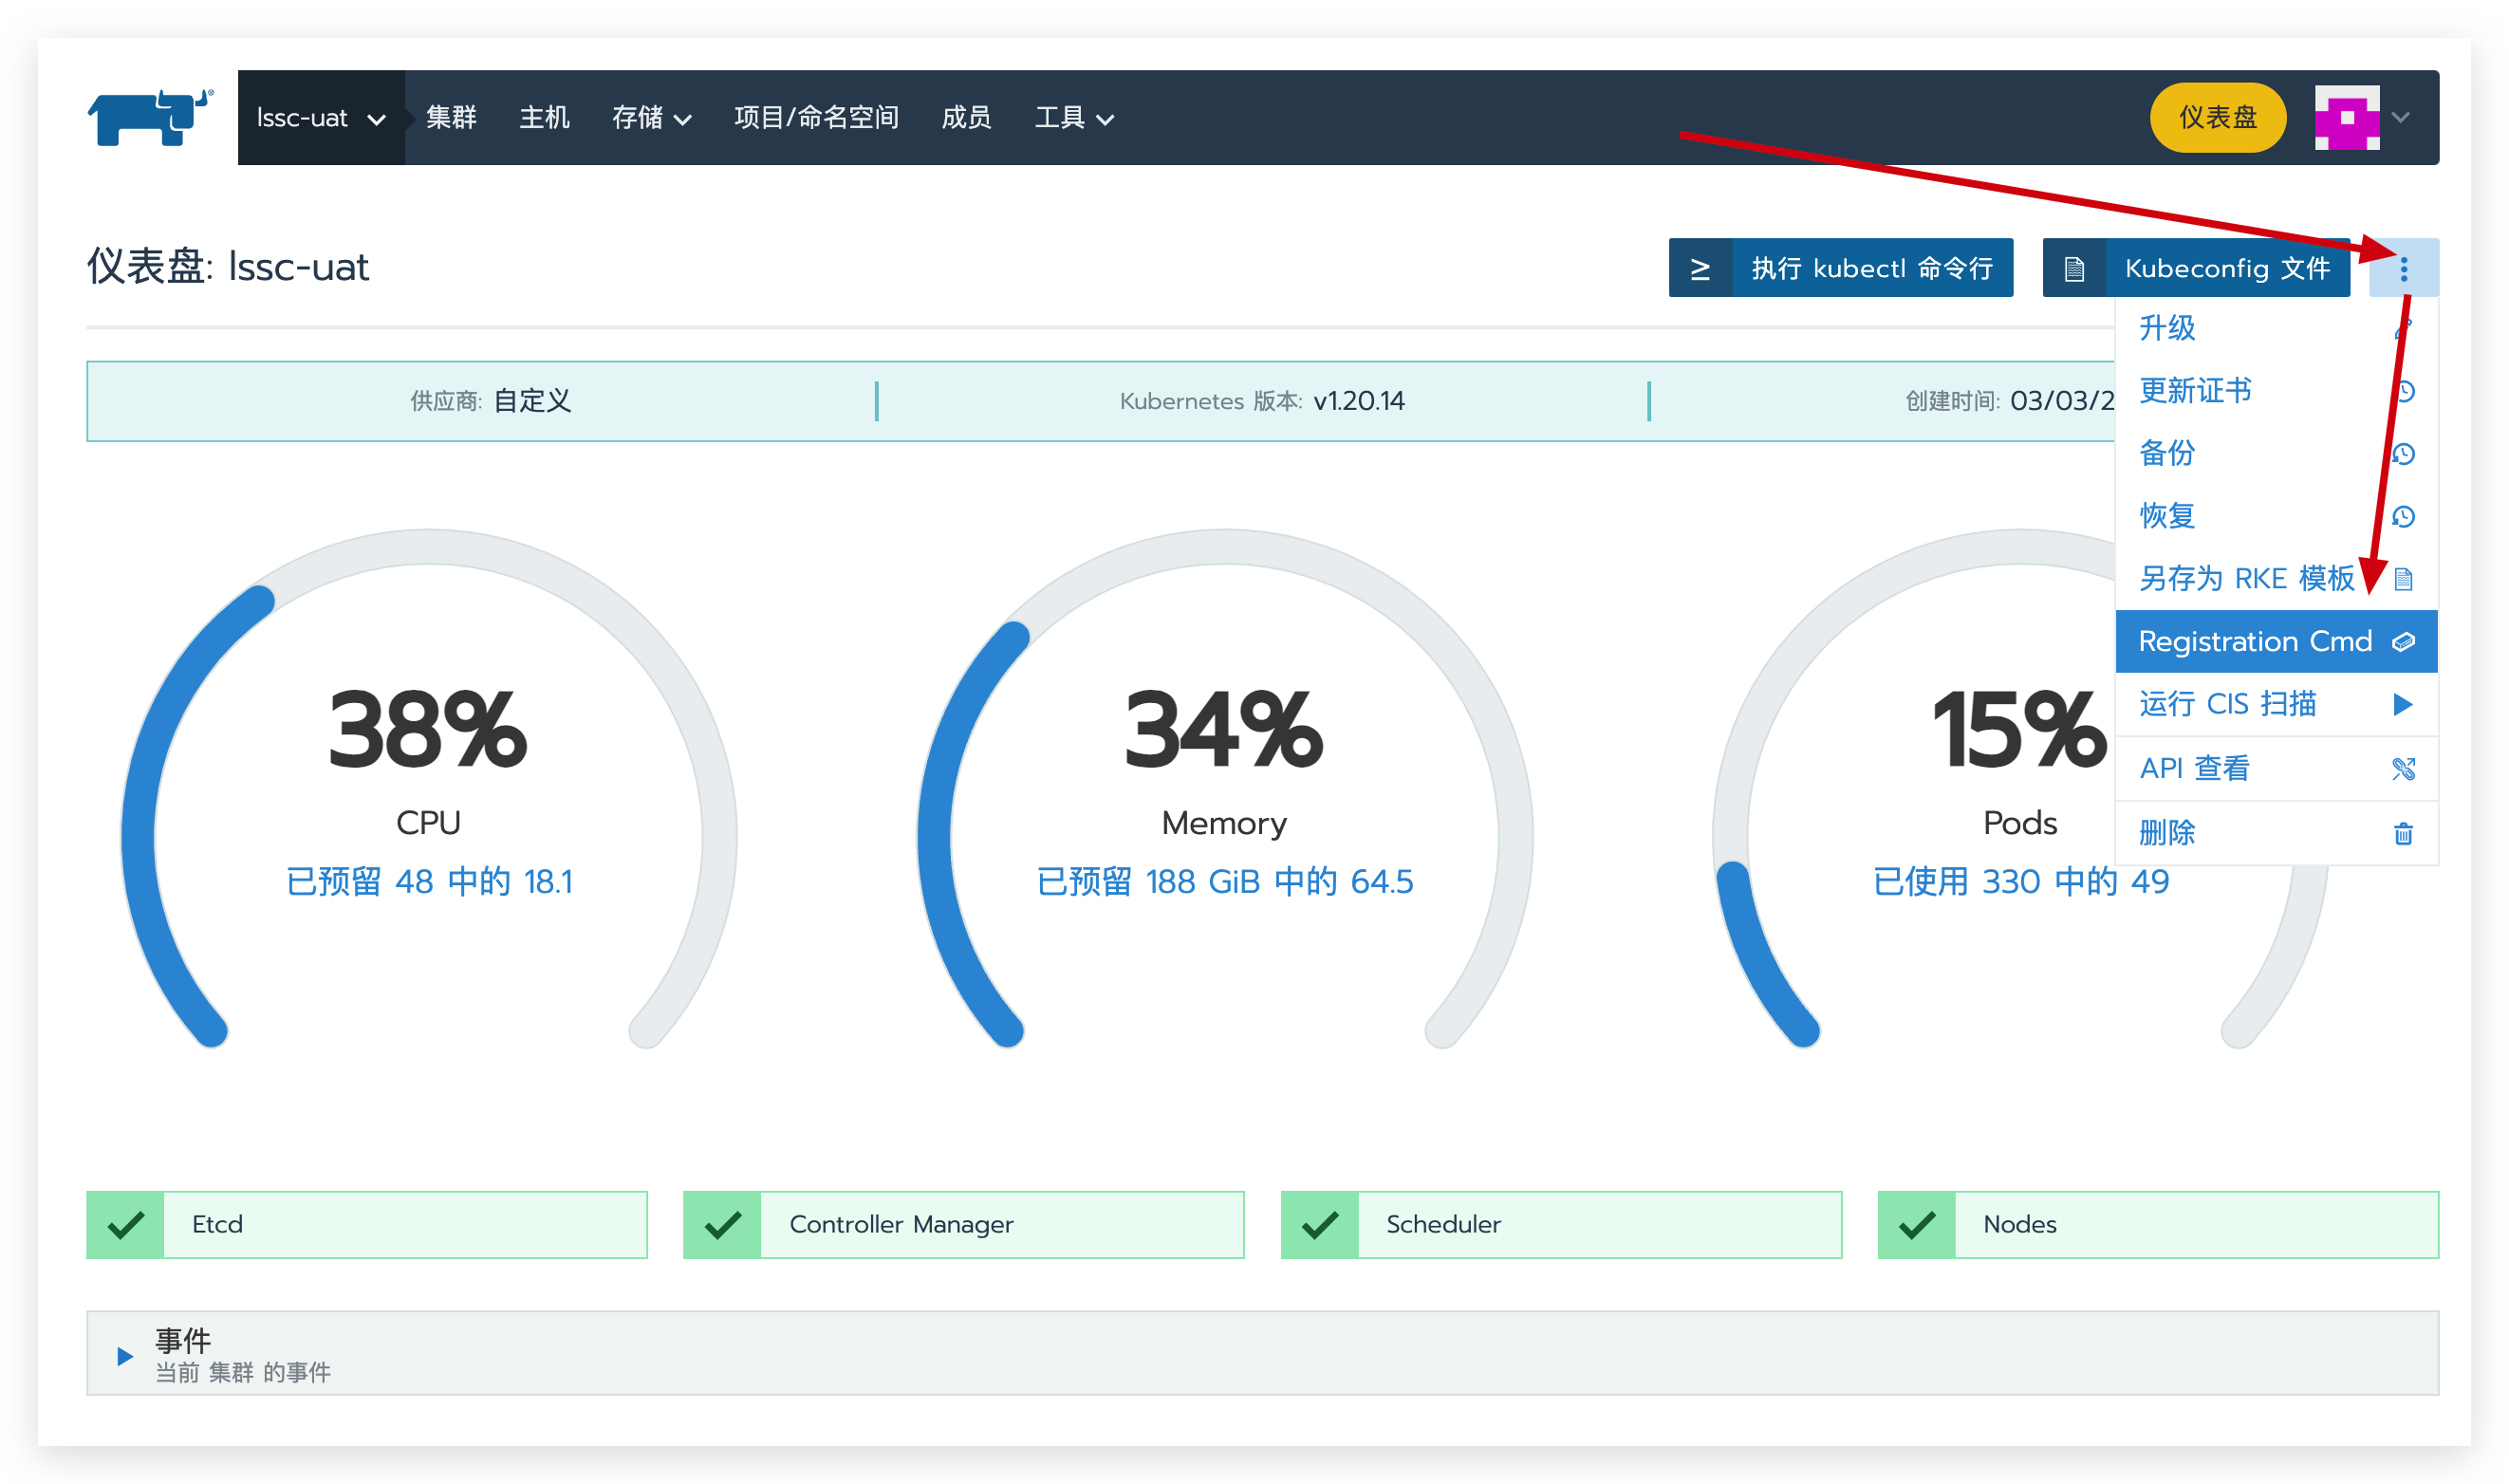 lssc-uat 集群 主机 存储 项目/命名空间 成员 工具 仪表盘
仪表盘: lssc-uat
执行 kubectl 命令行 Kubeconfig 文件
升级
供应商: 自定义 Kubernetes 版本: v1.20.14 创建时间: 03/03/2
更新证书
备份
恢复
另存为 RKE 模板
Registration Cmd
运行 CIS 扫描
API 查看
删除
38%
CPU
已预留 48 中的 18.1
34%
Memory
已预留 188 GiB 中的 64.5
15%
Pods
已使用 330 中的 49
Etcd Controller Manager Scheduler Nodes
事件
当前 集群 的事件